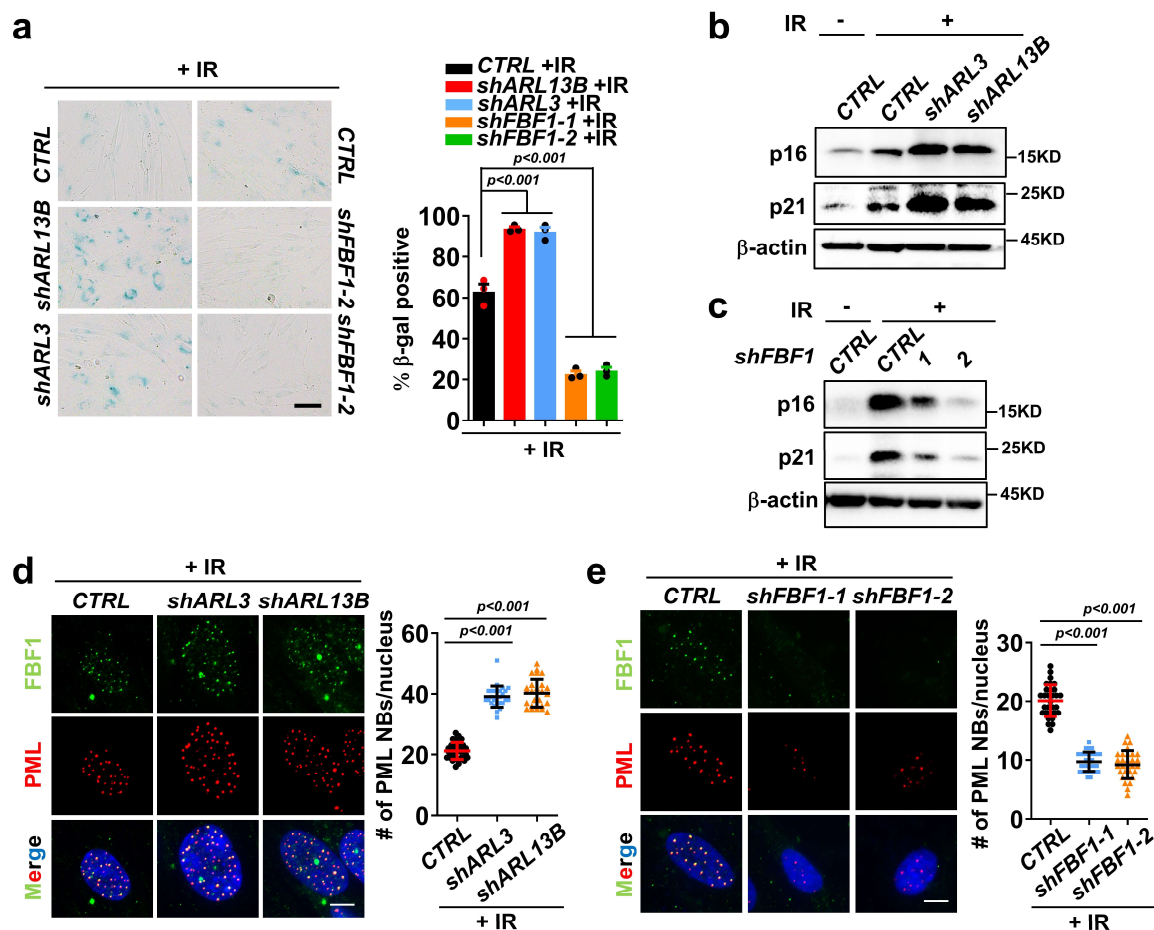 a
+ IR
CTRL
shARL13B
shARL3
CTRL
shFBF1-2
shFBF1-2
CTRL +IR
shARL13B +IR
shARL3 +IR
shFBF1-1 +IR
shFBF1-2 +IR
p<0.001
p<0.001
% β-gal positive
100
80
60
40
20
0
+ IR
b
IR - +
CTRL CTRL shARL3 shARL13B
p16
15KD
p21
25KD
β-actin
45KD
c
IR - +
shFBF1 CTRL CTRL 1 2
p16
15KD
p21
25KD
β-actin
45KD
d
+ IR
CTRL shARL3 shARL13B
FBF1
PML
Merge
# of PML NBs/nucleus
p<0.001
p<0.001
60
40
20
0
CTRL
shARL3
shARL13B
+ IR
e
+ IR
CTRL shFBF1-1 shFBF1-2
FBF1
PML
Merge
# of PML NBs/nucleus
p<0.001
p<0.001
30
20
10
0
CTRL
shFBF1-1
shFBF1-2
+ IR